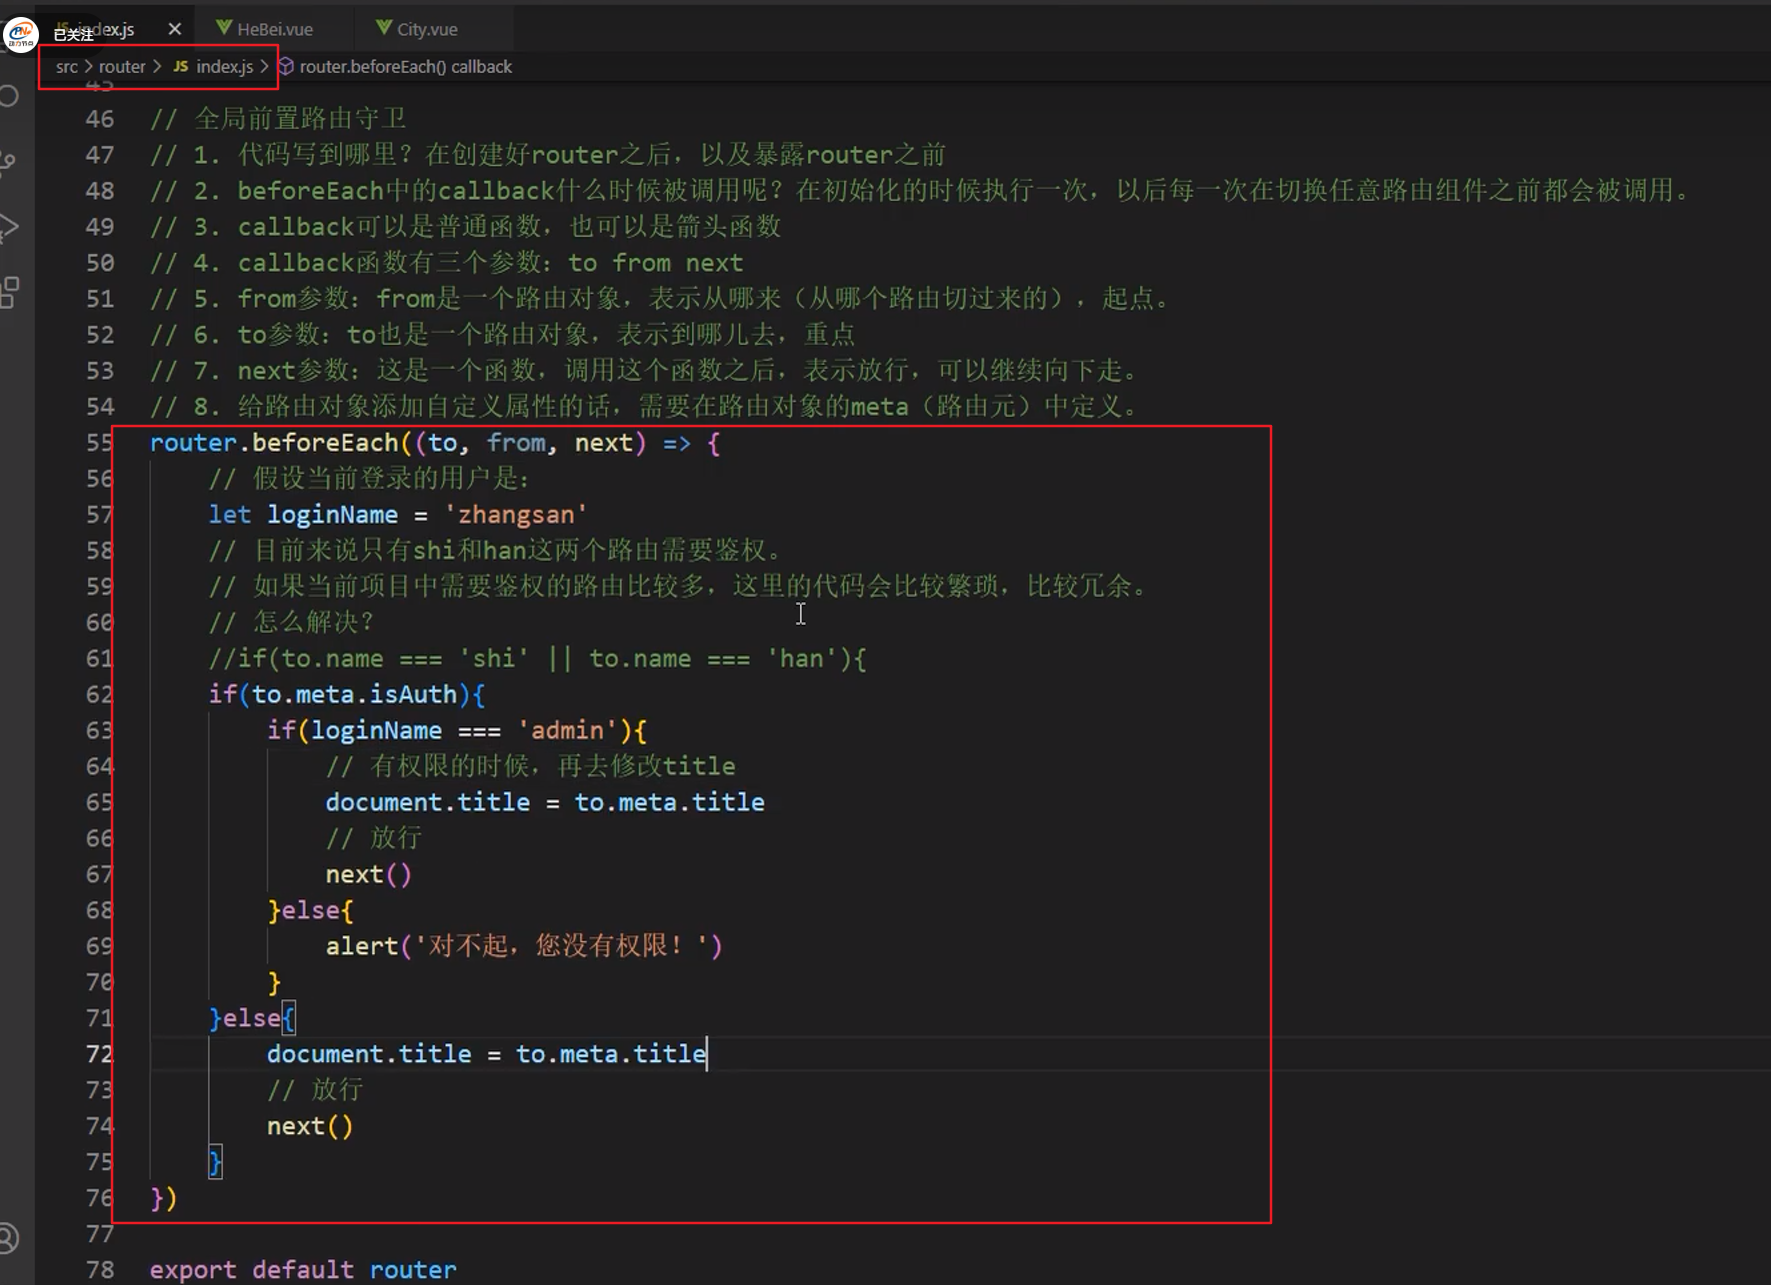 index.js
HeBei.vue
City.vue
已关注
src > router > JS index.js > router.beforeEach() callback
45
46 // 全局前置路由守卫
47 // 1. 代码写到哪里？在创建好router之后，以及暴露router之前
48 // 2. beforeEach中的callback什么时候被调用呢？在初始化的时候执行一次，以后每一次在切换任意路由组件之前都会被调用。
49 // 3. callback可以是普通函数，也可以是箭头函数
50 // 4. callback函数有三个参数：to from next
51 // 5. from参数：from是一个路由对象，表示从哪来（从哪个路由切过来的），起点。
52 // 6. to参数：to也是一个路由对象，表示到哪儿去，重点
53 // 7. next参数：这是一个函数，调用这个函数之后，表示放行，可以继续向下走。
54 // 8. 给路由对象添加自定义属性的话，需要在路由对象的meta（路由元）中定义。
55 router.beforeEach((to, from, next) => {
56 // 假设当前登录的用户是：
57 let loginName = 'zhangsan'
58 // 目前来说只有shi和han这两个路由需要鉴权。
59 // 如果当前项目中需要鉴权的路由比较多，这里的代码会比较繁琐，比较冗余。
60 // 怎么解决？
61 //if(to.name === 'shi' || to.name === 'han'){
62 if(to.meta.isAuth){
63 if(loginName === 'admin'){
64 // 有权限的时候，再去修改title
65 document.title = to.meta.title
66 // 放行
67 next()
68 }else{
69 alert('对不起，您没有权限！')
70 }
71 }else{
72 document.title = to.meta.title
73 // 放行
74 next()
75 }
76 })
77
78 export default router